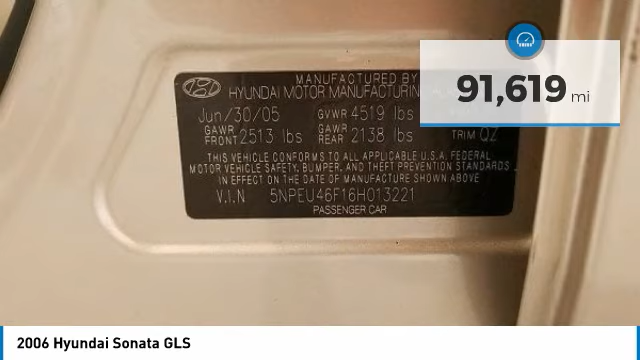 MANUFACTURED BY
HYUNDAI MOTOR MANUFACTURING
Jun/30/05 GVWR 4519 lbs
GAWR FRONT 2513 lbs GAWR REAR 2138 lbs TRIM QZ
THIS VEHICLE CONFORMS TO ALL APPLICABLE U.S.A. FEDERAL
MOTOR VEHICLE SAFETY, BUMPER, AND THEFT PREVENTION STANDARDS
IN EFFECT ON THE DATE OF MANUFACTURE SHOWN ABOVE
V.I.N 5NPEU46F16H013221
PASSENGER CAR
91,619 mi
2006 Hyundai Sonata GLS